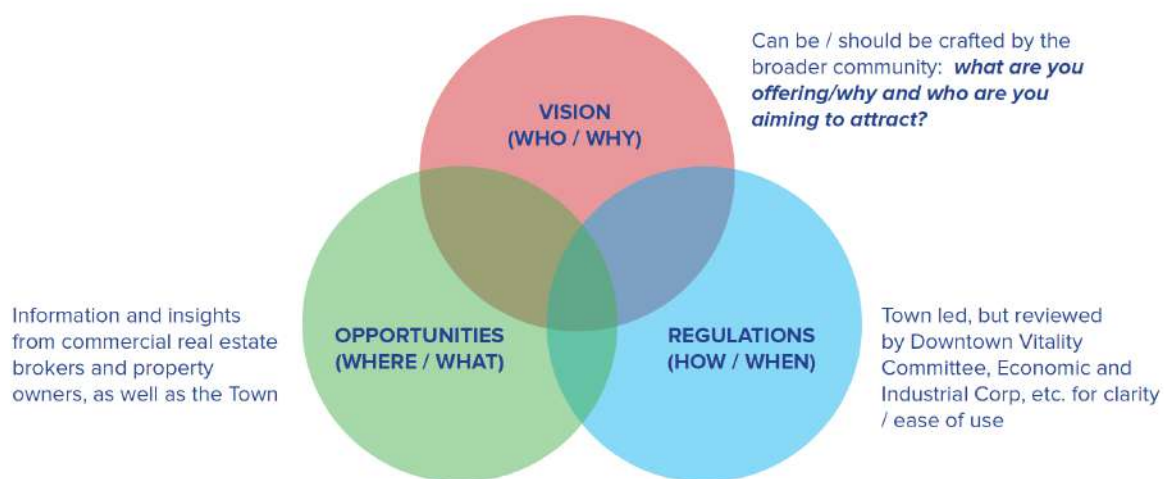 Can be / should be crafted by the
broader community: what are you
offering/why and who are you
aiming to attract?
VISION
(WHO / WHY)
Information and insights
from commercial real estate
brokers and property
owners, as well as the Town
OPPORTUNITIES
(WHERE / WHAT)
REGULATIONS
(HOW / WHEN)
Town led, but reviewed
by Downtown Vitality
Committee, Economic and
Industrial Corp, etc. for clarity
/ ease of use